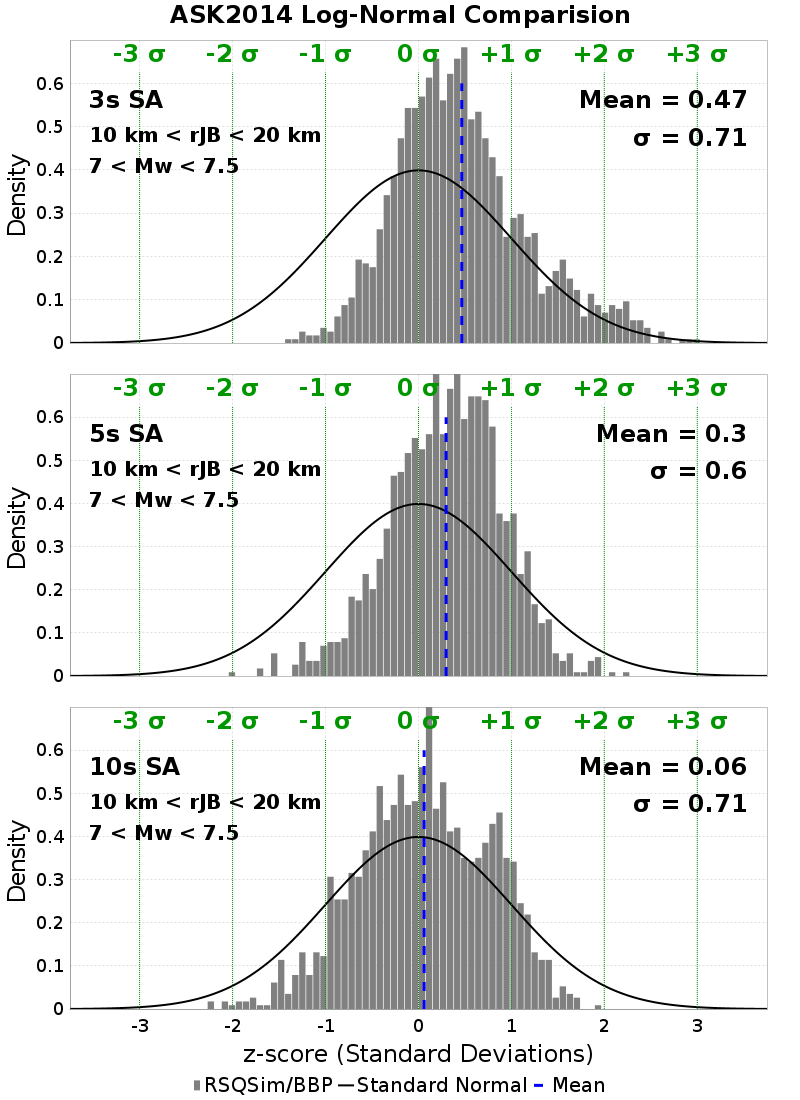 ASK2014 Log-Normal Comparision
-3 σ -2 σ -1 σ 0 σ +1 σ +2 σ +3 σ
3s SA
10 km < rJB < 20 km
7 < Mw < 7.5
Mean = 0.47
σ = 0.71
0.6
0.5
0.4
0.3
0.2
0.1
0
Density
-3 σ -2 σ -1 σ 0 σ +1 σ +2 σ +3 σ
5s SA
10 km < rJB < 20 km
7 < Mw < 7.5
Mean = 0.3
σ = 0.6
0.6
0.5
0.4
0.3
0.2
0.1
0
Density
-3 σ -2 σ -1 σ 0 σ +1 σ +2 σ +3 σ
10s SA
10 km < rJB < 20 km
7 < Mw < 7.5
Mean = 0.06
σ = 0.71
0.6
0.5
0.4
0.3
0.2
0.1
0
Density
-3 -2 -1 0 1 2 3
z-score (Standard Deviations)
RSQSim/BBP Standard Normal Mean